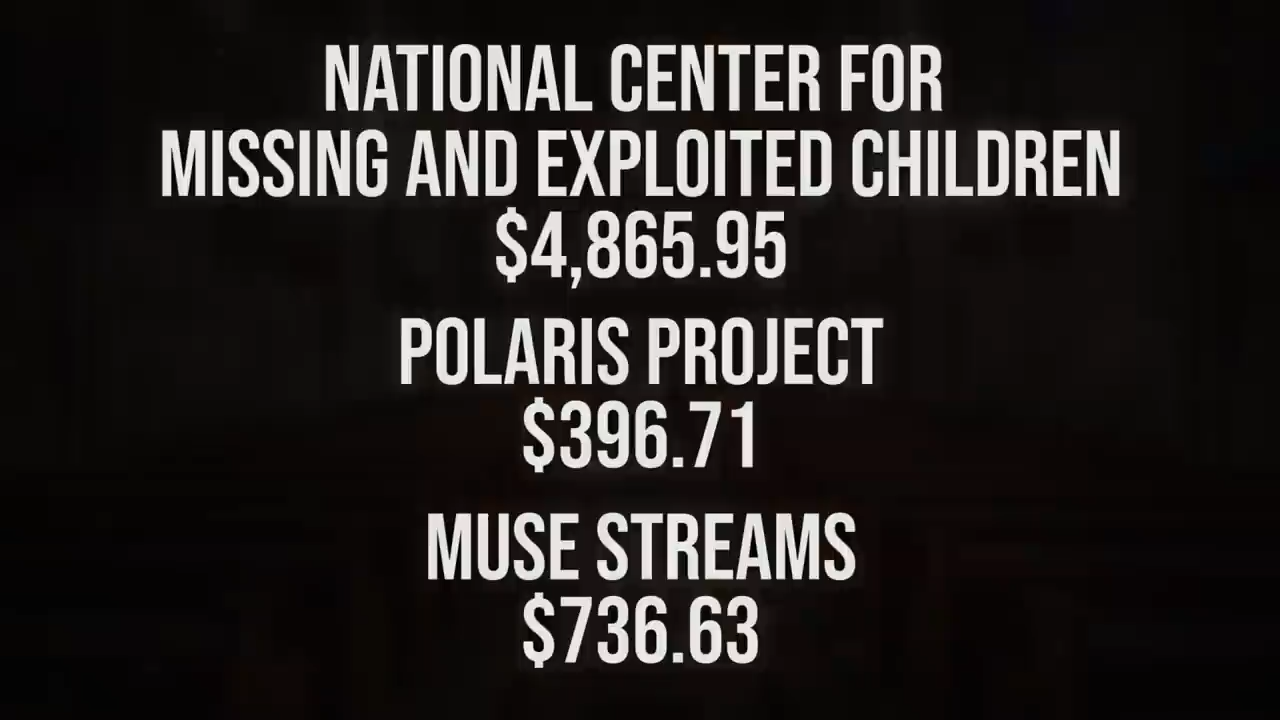 NATIONAL CENTER FOR
MISSING AND EXPLOITED CHILDREN
$4,865.95
POLARIS PROJECT
$396.71
MUSE STREAMS
$736.63